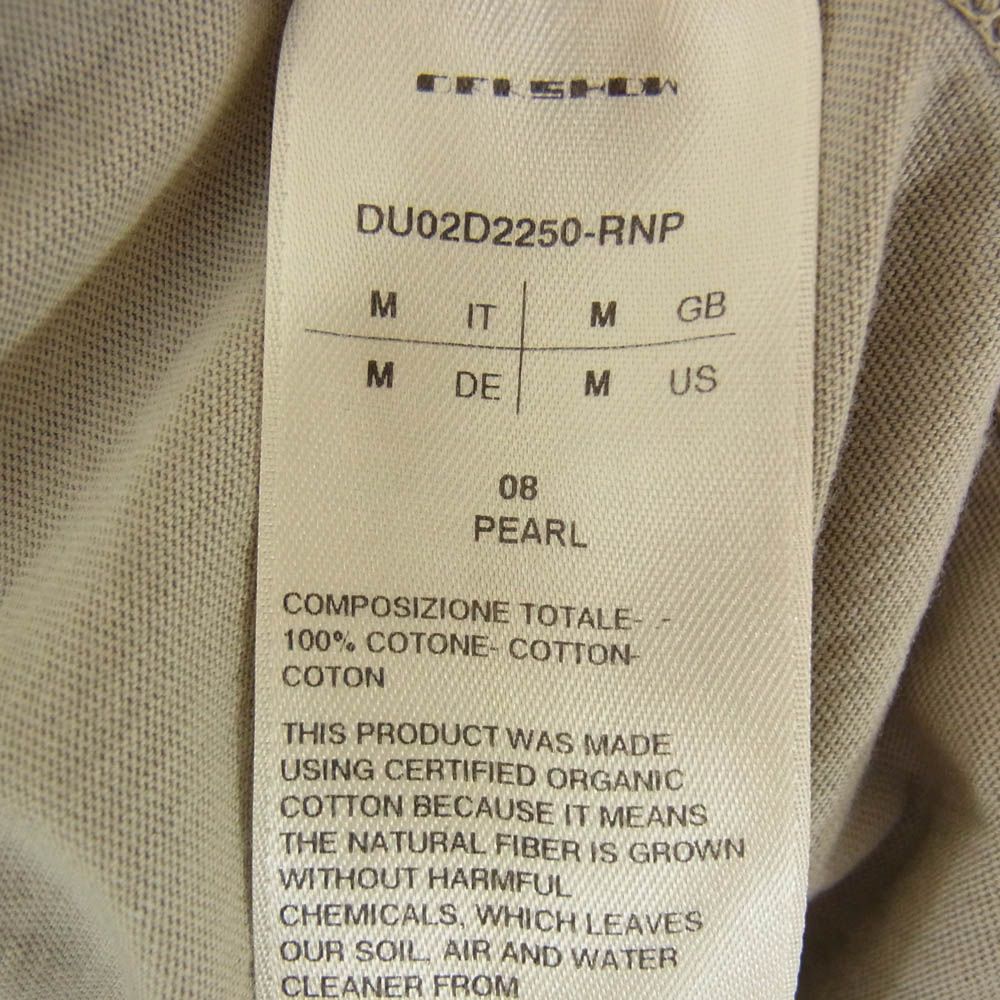 DRKSHDW
DU02D2250-RNP
M IT M GB
M DE M US
08
PEARL
COMPOSIZIONE TOTALE- -
100% COTONE- COTTON-
COTON
THIS PRODUCT WAS MADE
USING CERTIFIED ORGANIC
COTTON BECAUSE IT MEANS
THE NATURAL FIBER IS GROWN
WITHOUT HARMFUL
CHEMICALS, WHICH LEAVES
OUR SOIL, AIR AND WATER
CLEANER FROM